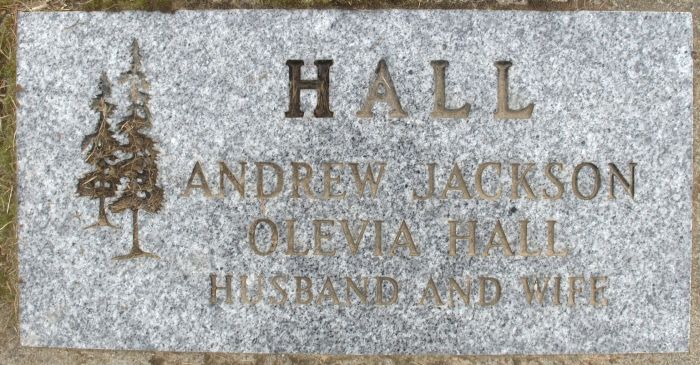 HALL
ANDREW JACKSON
OLEVIA HALL
HUSBAND AND WIFE